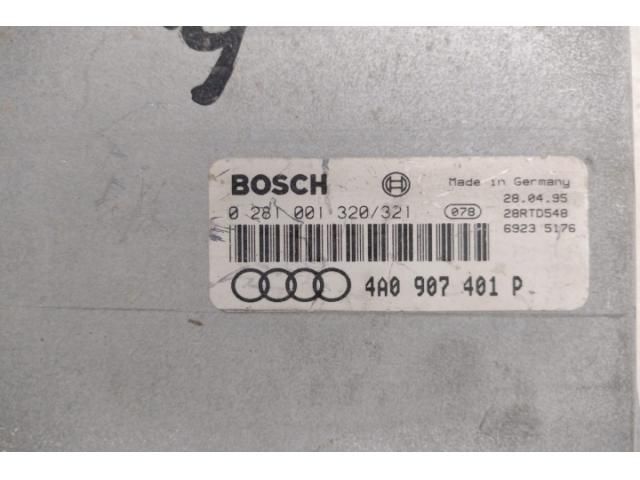 BOSCH Made in Germany
28.04.95
0 281 001 320/321 078 28RTD548
6923 5176
4A0 907 401 P